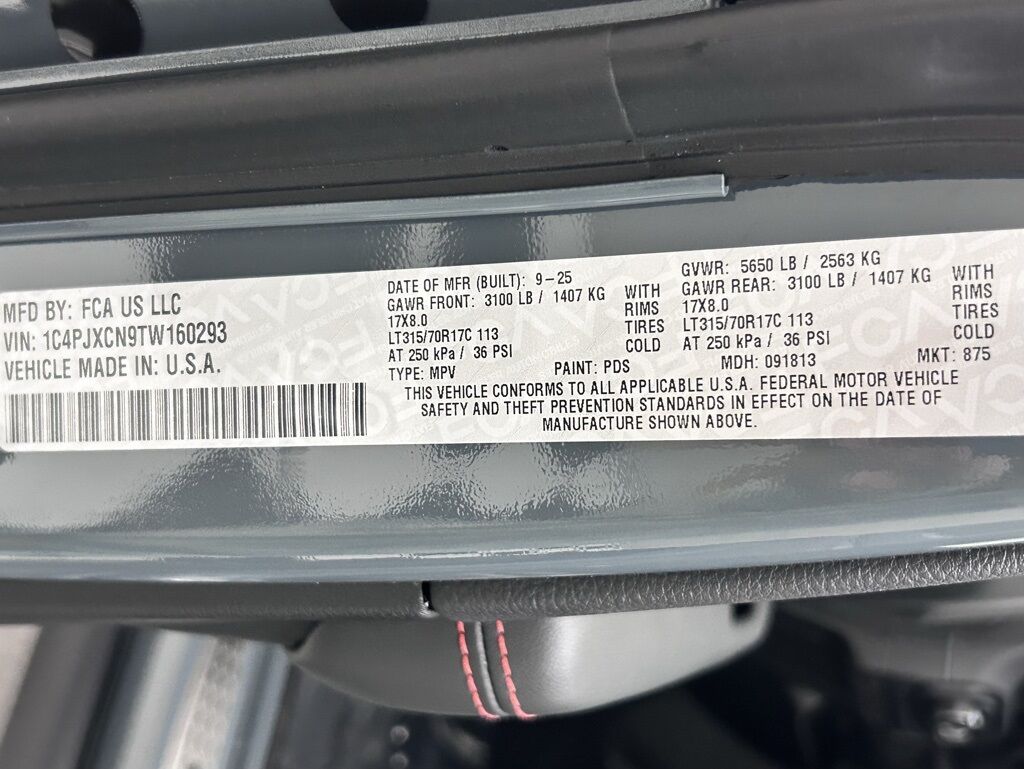 MFD BY: FCA US LLC
VIN: 1C4PJXCN9TW160293
VEHICLE MADE IN: U.S.A.
DATE OF MFR (BUILT): 9-25
GAWR FRONT: 3100 LB / 1407 KG WITH
17X8.0 RIMS
LT315/70R17C 113 TIRES
AT 250 kPa / 36 PSI COLD
GVWR: 5650 LB / 2563 KG
GAWR REAR: 3100 LB / 1407 KG WITH
17X8.0 RIMS
LT315/70R17C 113 TIRES
AT 250 kPa / 36 PSI COLD
TYPE: MPV PAINT: PDS MDH: 091813 MKT: 875
THIS VEHICLE CONFORMS TO ALL APPLICABLE U.S.A. FEDERAL MOTOR VEHICLE
SAFETY AND THEFT PREVENTION STANDARDS IN EFFECT ON THE DATE OF
MANUFACTURE SHOWN ABOVE.